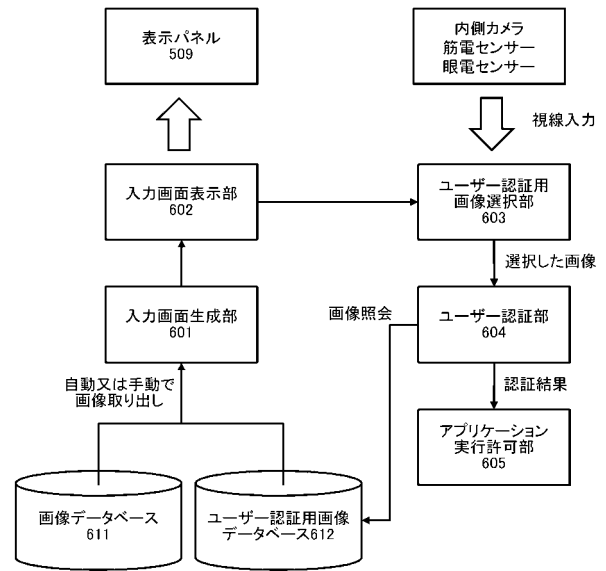 表示パネル
509
内側カメラ
筋電センサー
眼電センサー
視線入力
入力画面表示部
602
ユーザー認証用
画像選択部
603
選択した画像
入力画面生成部
601
画像照会
ユーザー認証部
604
自動又は手動で
画像取り出し
認証結果
アプリケーション
実行許可部
605
画像データベース
611
ユーザー認証用画像
データベース612